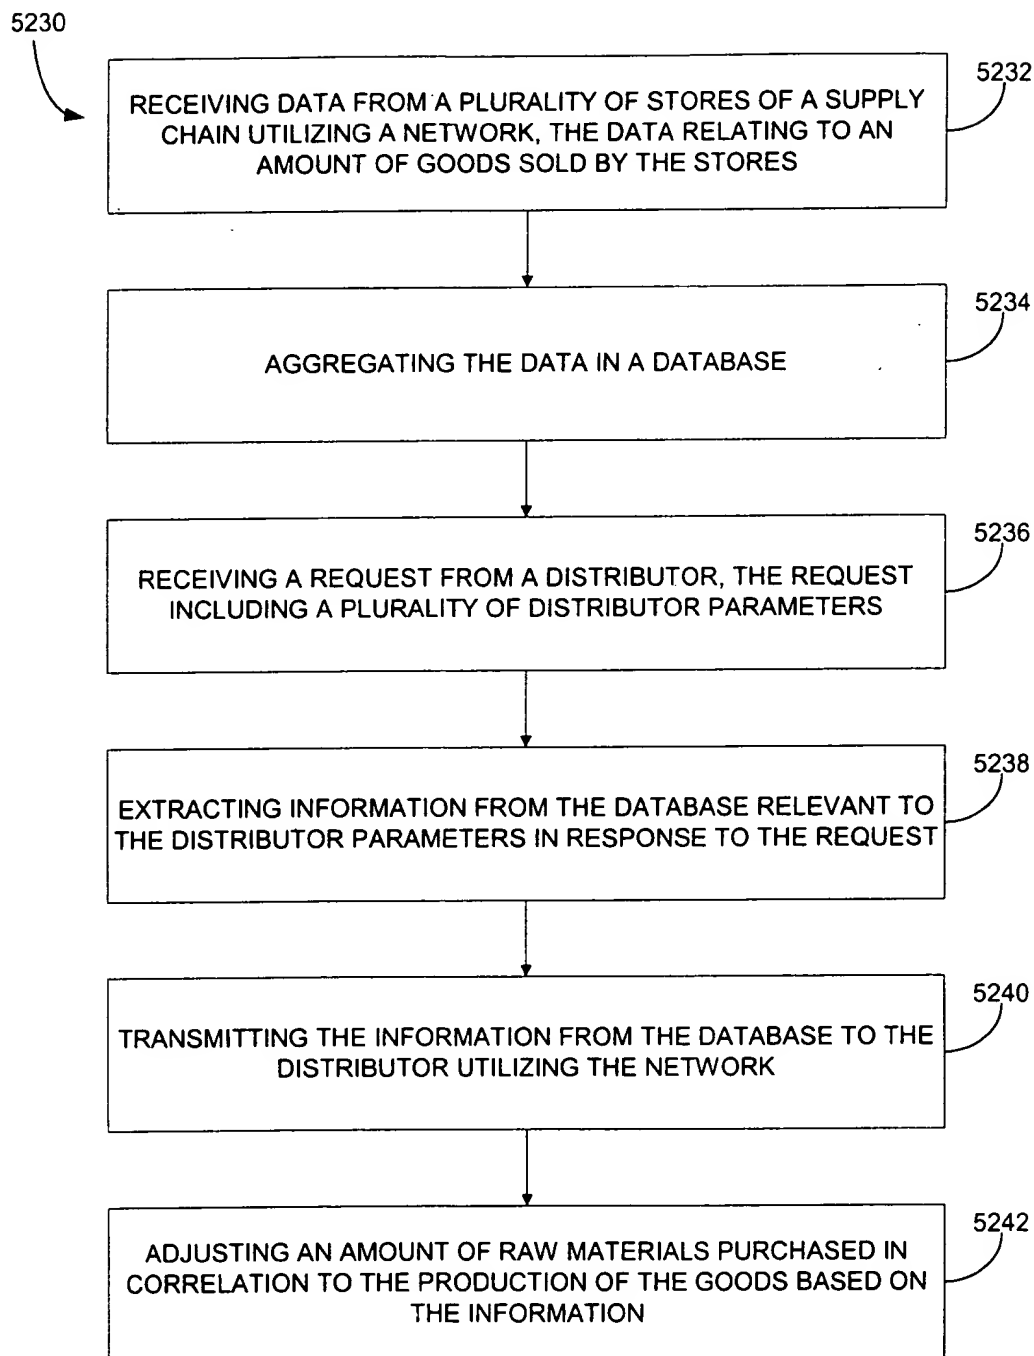 5230
5232
RECEIVING DATA FROM A PLURALITY OF STORES OF A SUPPLY
CHAIN UTILIZING A NETWORK, THE DATA RELATING TO AN
AMOUNT OF GOODS SOLD BY THE STORES
5234
AGGREGATING THE DATA IN A DATABASE
5236
RECEIVING A REQUEST FROM A DISTRIBUTOR, THE REQUEST
INCLUDING A PLURALITY OF DISTRIBUTOR PARAMETERS
5238
EXTRACTING INFORMATION FROM THE DATABASE RELEVANT TO
THE DISTRIBUTOR PARAMETERS IN RESPONSE TO THE REQUEST
5240
TRANSMITTING THE INFORMATION FROM THE DATABASE TO THE
DISTRIBUTOR UTILIZING THE NETWORK
5242
ADJUSTING AN AMOUNT OF RAW MATERIALS PURCHASED IN
CORRELATION TO THE PRODUCTION OF THE GOODS BASED ON
THE INFORMATION